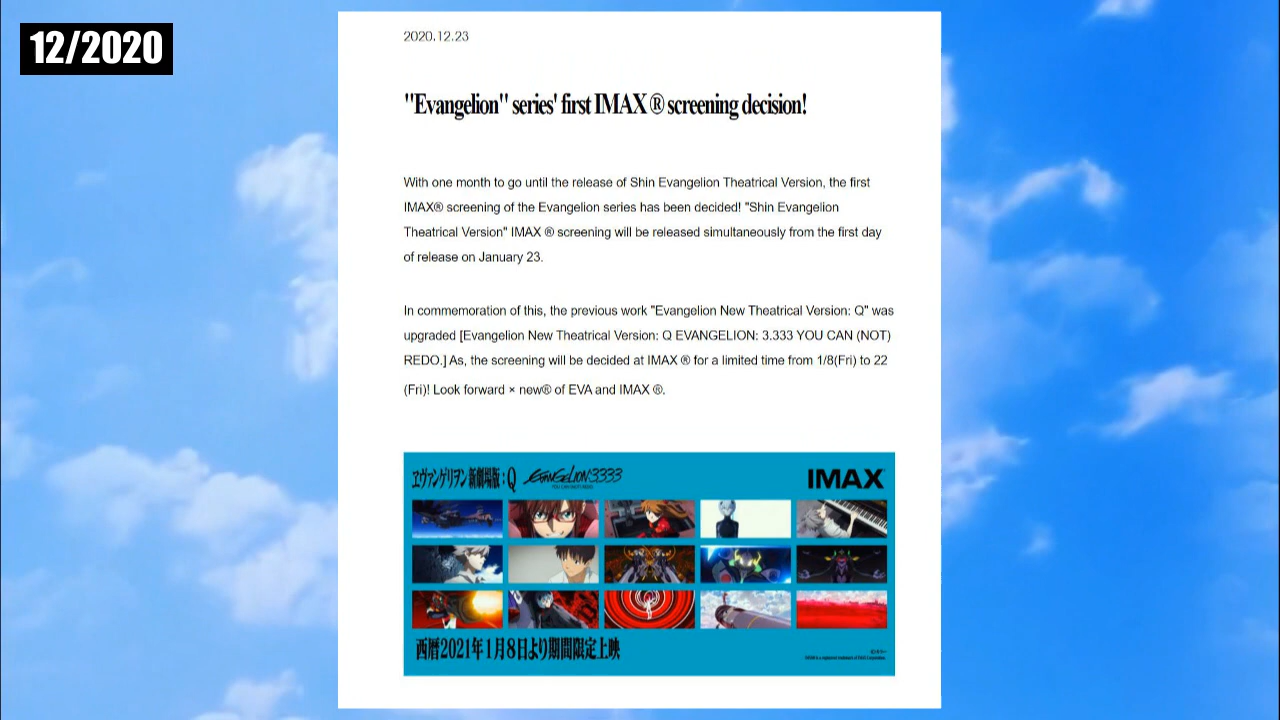 12/2020
2020.12.23
"Evangelion" series' first IMAX ® screening decision!
With one month to go until the release of Shin Evangelion Theatrical Version, the first
IMAX® screening of the Evangelion series has been decided! "Shin Evangelion
Theatrical Version" IMAX ® screening will be released simultaneously from the first day
of release on January 23.
In commemoration of this, the previous work "Evangelion New Theatrical Version: Q" was
upgraded [Evangelion New Theatrical Version: Q EVANGELION: 3.333 YOU CAN (NOT)
REDO.] As, the screening will be decided at IMAX ® for a limited time from 1/8(Fri) to 22
(Fri)! Look forward × new® of EVA and IMAX ®.
ヱヴァンゲリヲン新劇場版:Q EVANGELION:3.333 IMAX
YOU CAN (NOT) REDO.
西暦2021年1月8日より期間限定上映